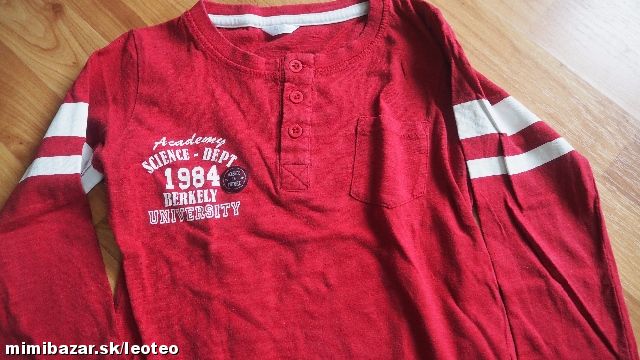 Academy
SCIENCE - DEPT
1984
BERKELY
UNIVERSITY
mimibazar.sk/leoteo